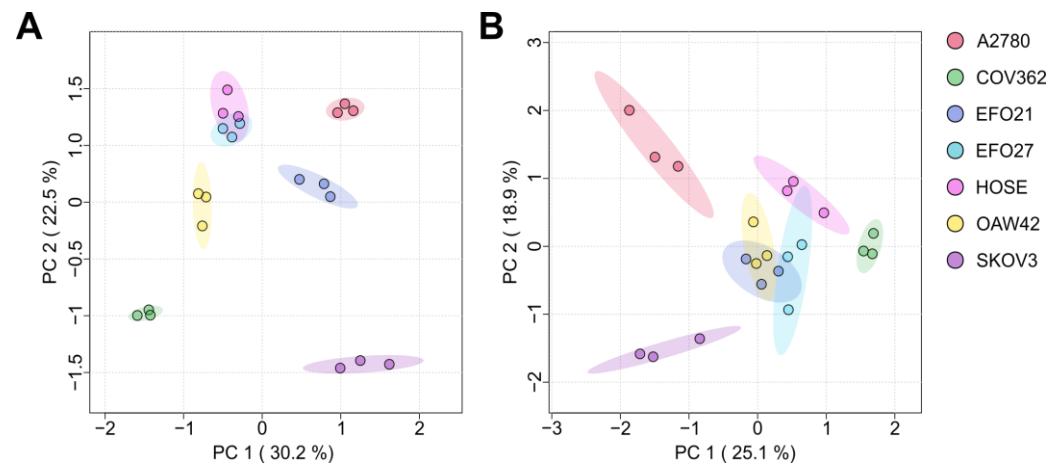 A
1.5
1.0
0
−0.5
−1
−1.5
PC 2 ( 22.5 %)
−2
−1
0
1
2
PC 1 ( 30.2 %)
B
3
2
1
0
−1
−2
PC 2 ( 18.9 %)
−3
−2
−1
0
1
2
PC 1 ( 25.1 %)
A2780
COV362
EFO21
EFO27
HOSE
OAW42
SKOV3